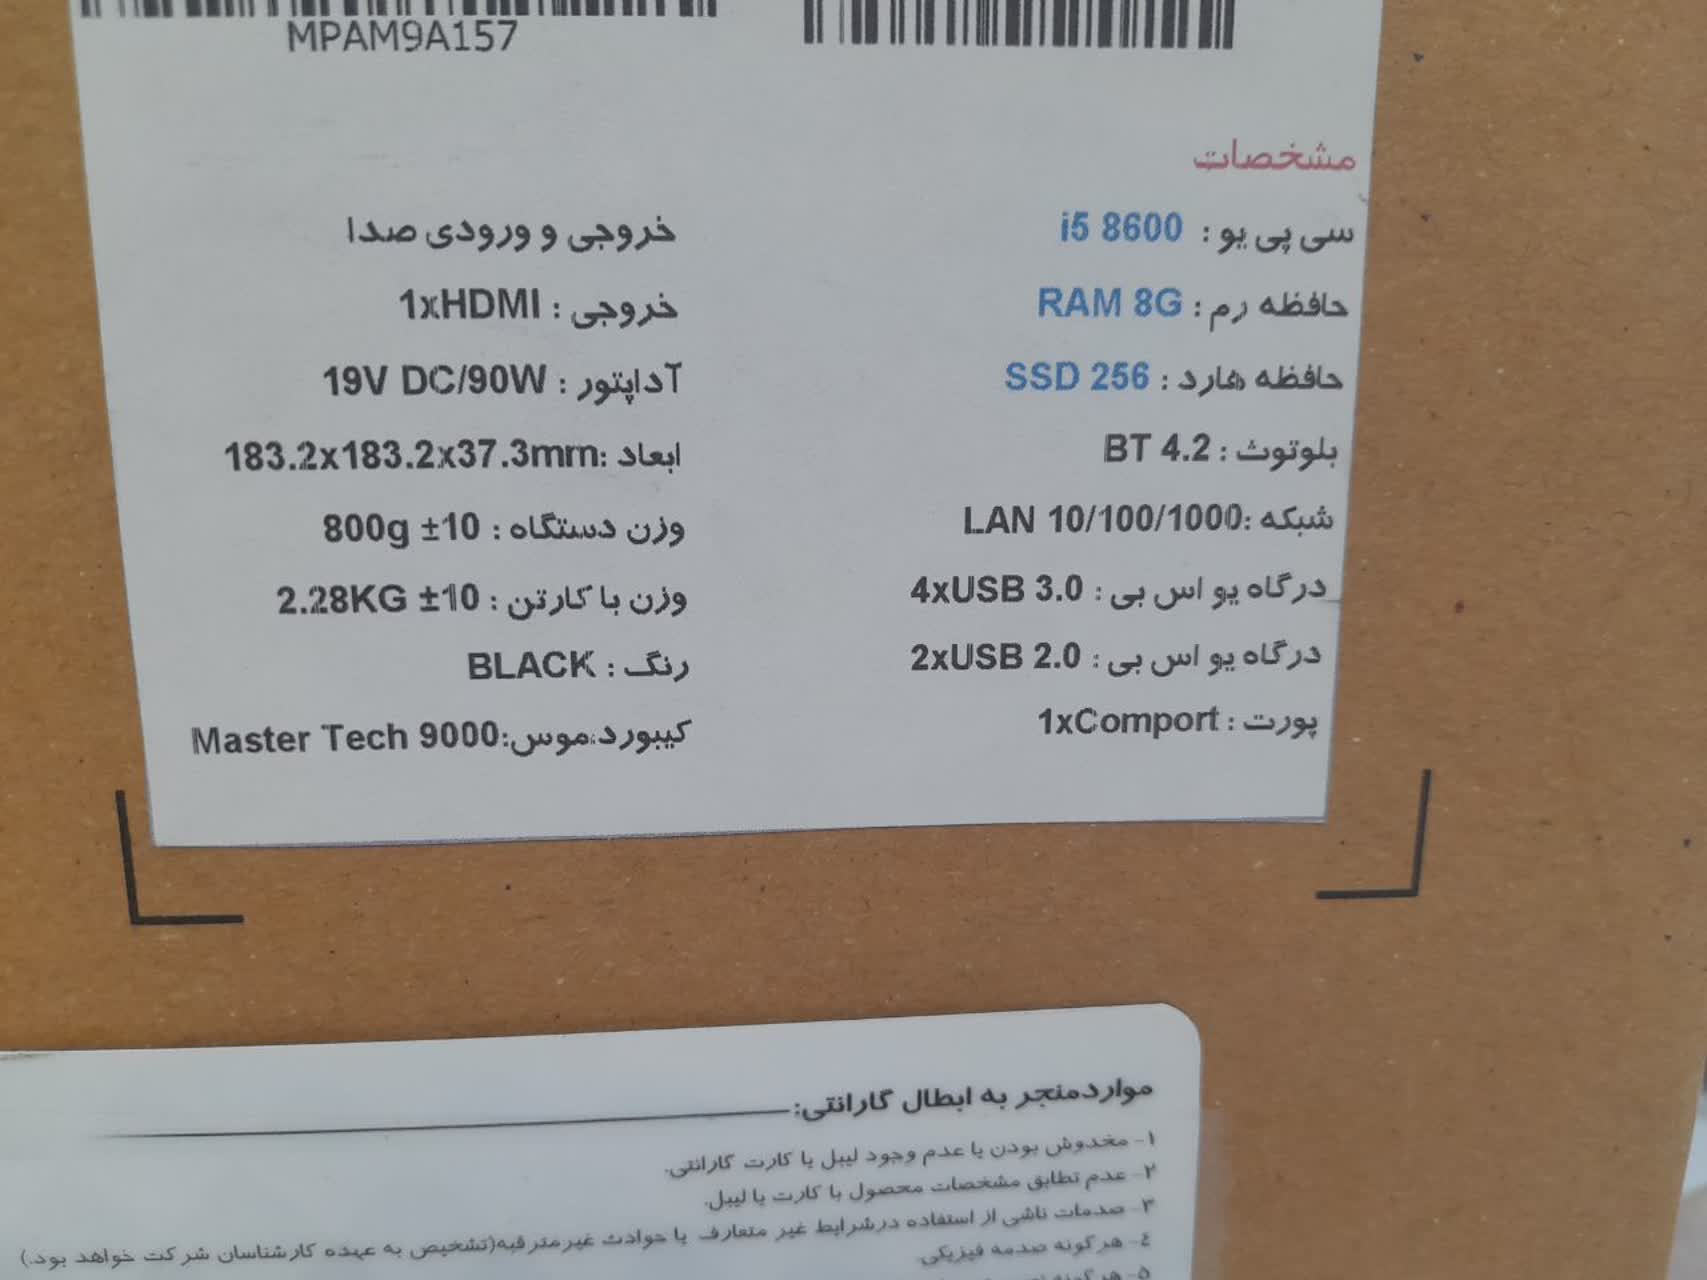 MPAM9A157
مشخصات
سی پی یو : i5 8600
حافظه رم : RAM 8G
حافظه هارد : SSD 256
بلوتوث : BT 4.2
شبکه :LAN 10/100/1000
درگاه یو اس بی : 4xUSB 3.0
درگاه یو اس بی : 2xUSB 2.0
پورت : 1xComport
خروجی و ورودی صدا
خروجی : 1xHDMI
آداپتور : 19V DC/90W
ابعاد :183.2x183.2x37.3mm
وزن دستگاه : 800g ±10
وزن با کارتن : 2.28KG ±10
رنگ : BLACK
کیبورد،موس:Master Tech 9000
مواردمنجر به ابطال گارانتی:
۱- مخدوش بودن یا عدم وجود لیبل یا کارت گارانتی.
۲- عدم تطابق مشخصات محصول با کارت یا لیبل.
۳- صدمات ناشی از استفاده درشرایط غیر متعارف یا حوادث غیرمترقبه(تشخیص به عهده کارشناسان شرکت خواهد بود.)
٤- هرگونه صدمه فیزیکی.
۵- هرگونه